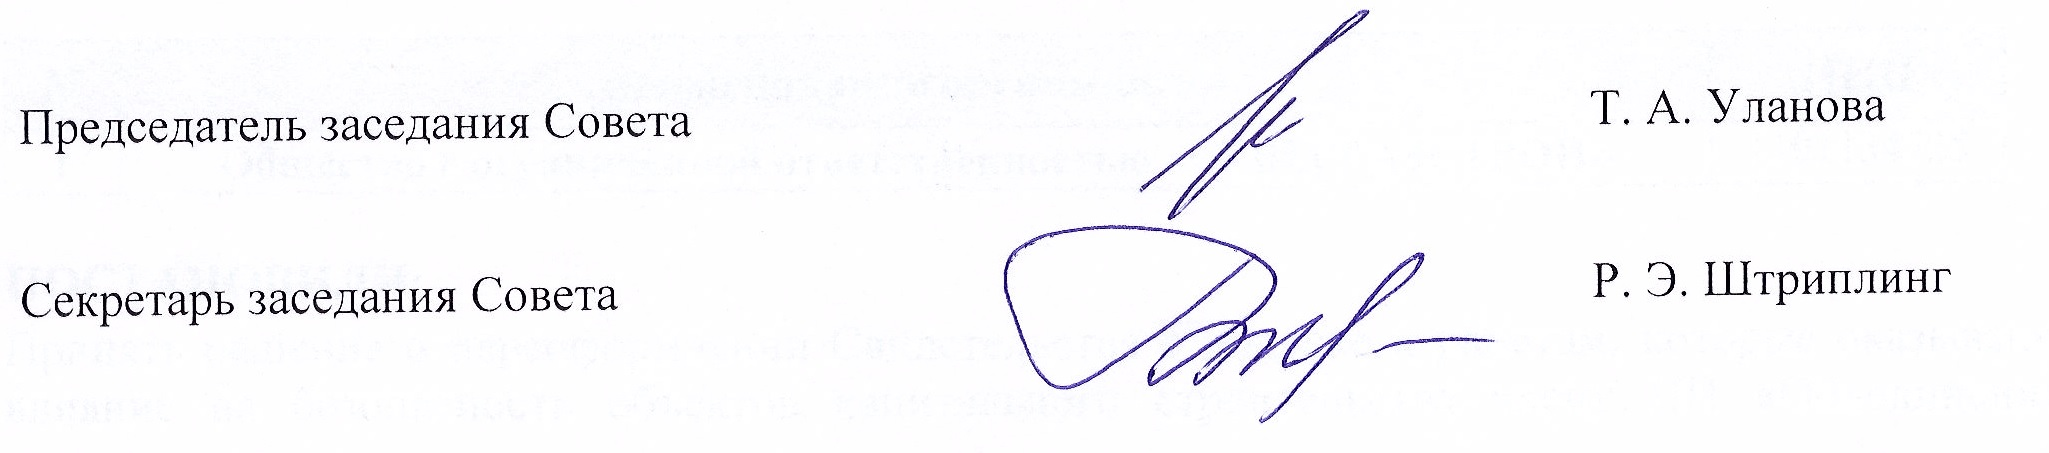 Председатель заседания Совета Т. А. Уланова
Секретарь заседания Совета Р. Э. Штриплинг